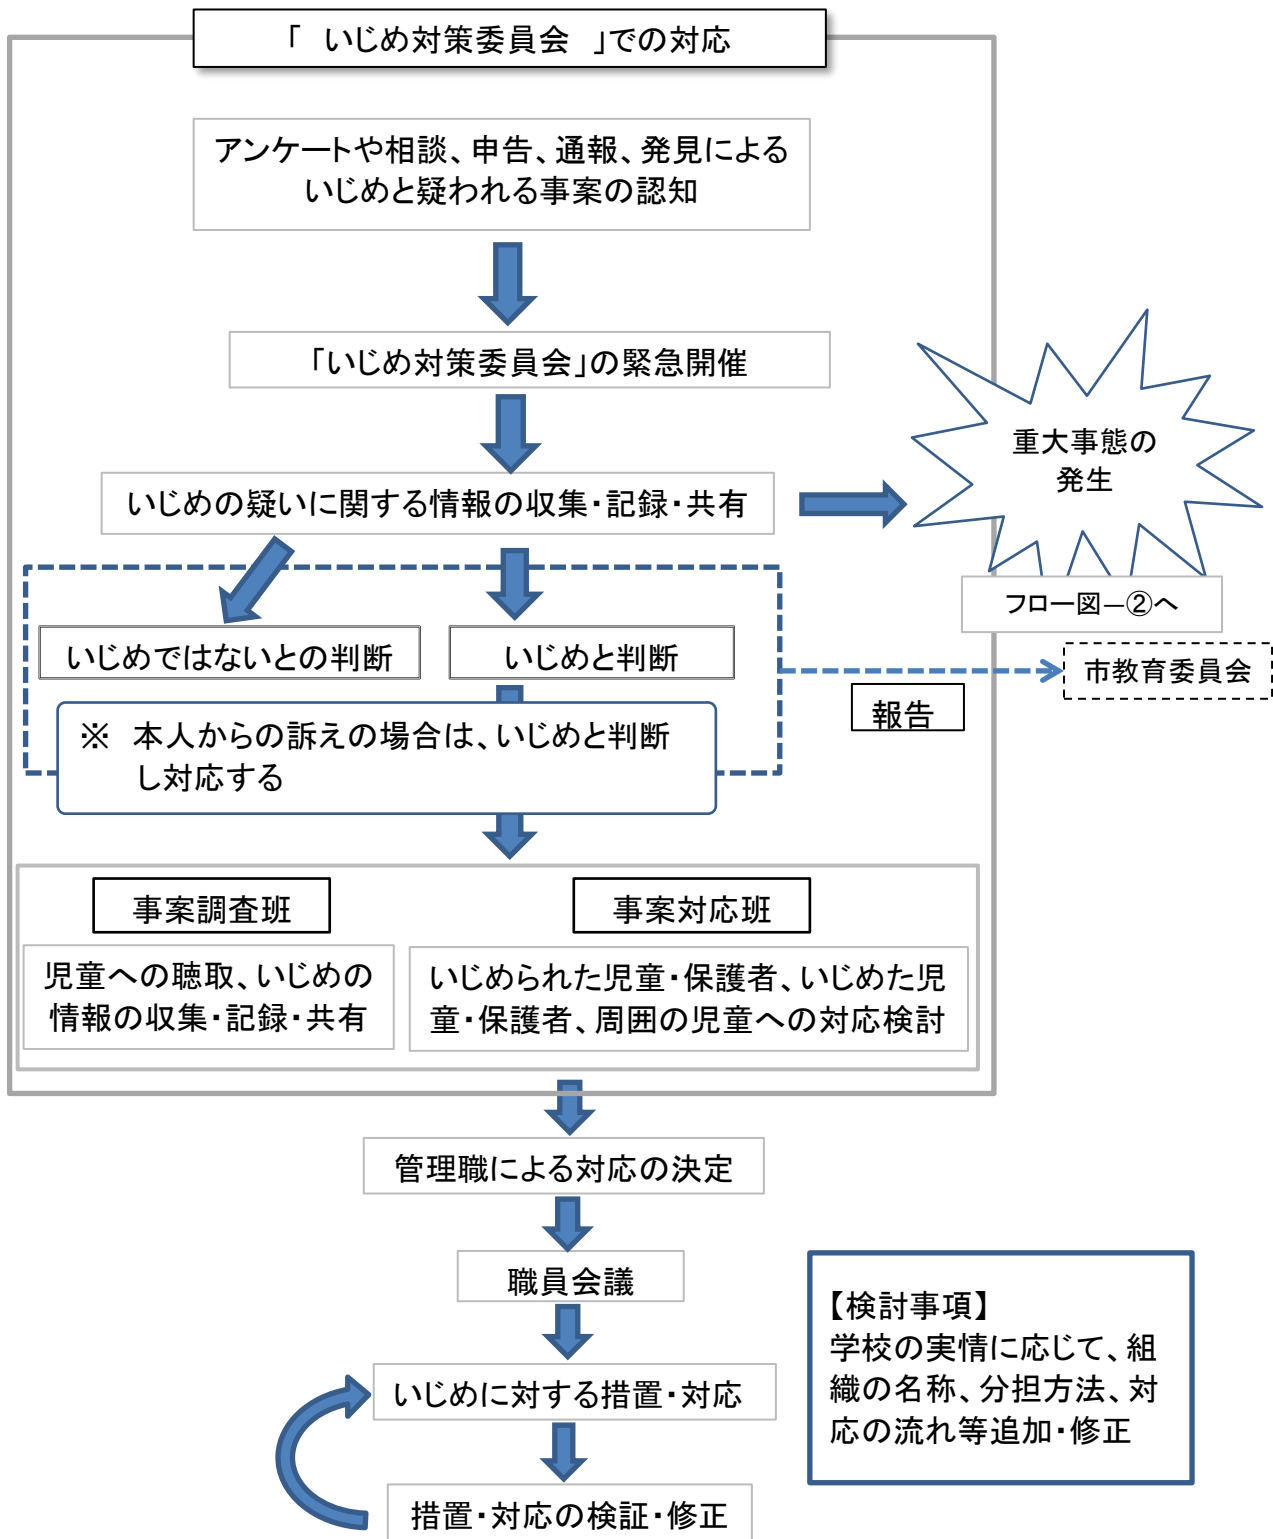 「　いじめ対策委員会　」での対応
アンケートや相談、申告、通報、発見による
いじめと疑われる事案の認知
「いじめ対策委員会」の緊急開催
重大事態の
発生
いじめの疑いに関する情報の収集・記録・共有
フロー図―②へ
いじめではないとの判断
いじめと判断
市教育委員会
報告
※　本人からの訴えの場合は、いじめと判断
し対応する
事案調査班
児童への聴取、いじめの
情報の収集・記録・共有
事案対応班
いじめられた児童・保護者、いじめた児
童・保護者、周囲の児童への対応検討
管理職による対応の決定
職員会議
いじめに対する措置・対応
措置・対応の検証・修正
【検討事項】
学校の実情に応じて、組
織の名称、分担方法、対
応の流れ等追加・修正